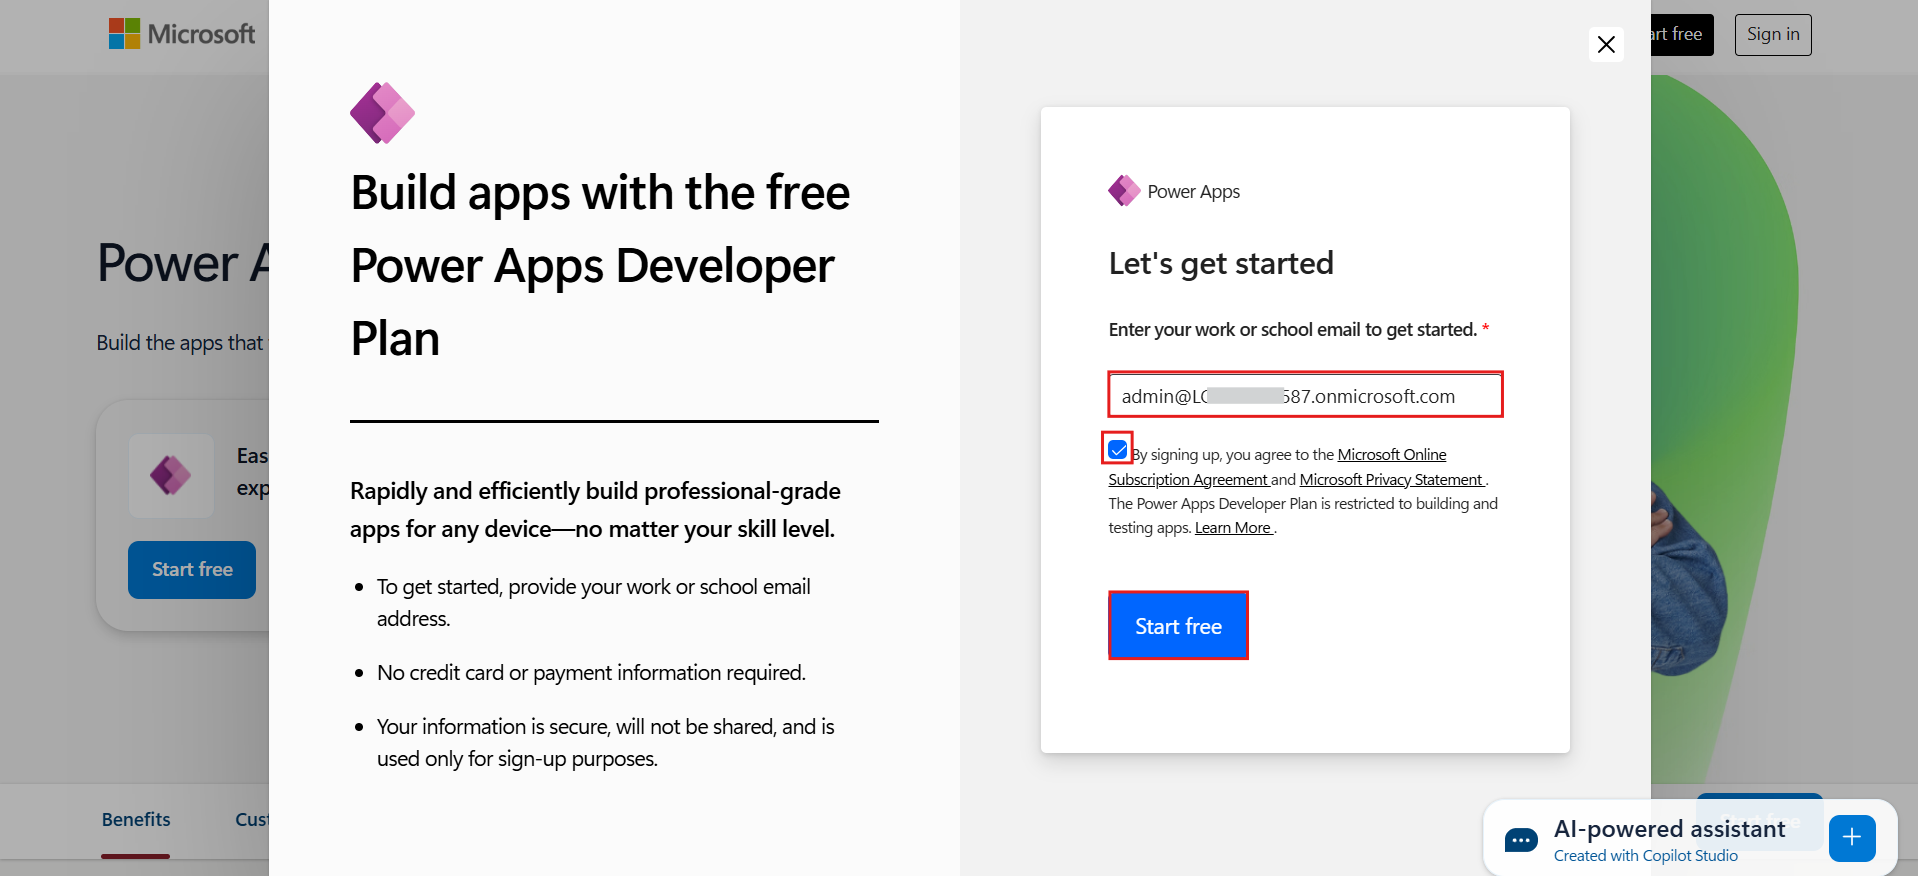 Microsoft
free
Sign in
Power
Build the apps that
Start free
Benefits
Build apps with the free
Power Apps Developer
Plan
Rapidly and efficiently build professional-grade
apps for any device—no matter your skill level.
• To get started, provide your work or school email
address.
• No credit card or payment information required.
• Your information is secure, will not be shared, and is
used only for sign-up purposes.
Power Apps
Let's get started
Enter your work or school email to get started. *
admin@L 587.onmicrosoft.com
By signing up, you agree to the Microsoft Online
Subscription Agreement and Microsoft Privacy Statement .
The Power Apps Developer Plan is restricted to building and
testing apps. Learn More .
Start free
Start free
AI-powered assistant
Created with Copilot Studio